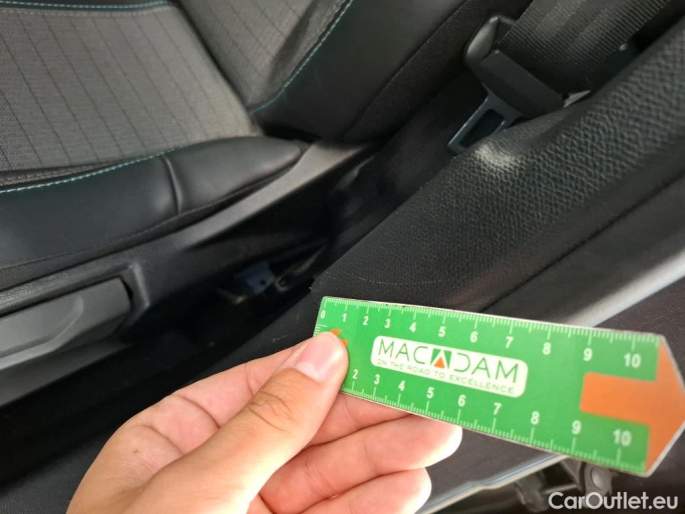 0 1 2 3 4 5 6 7 8 9 10
MACADAM
ON THE ROAD TO EXCELLENCE
2 3 4 5 6 7 8 9 10
CarOutlet.eu